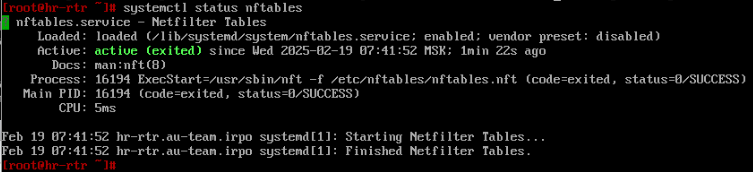 [root@hr-rtr ~]# systemctl status nftables
nftables.service - Netfilter Tables
Loaded: loaded (/lib/systemd/system/nftables.service; enabled; vendor preset: disabled)
Active: active (exited) since Wed 2025-02-19 07:41:52 MSK; 1min 22s ago
Docs: man:nft(8)
Process: 16194 ExecStart=/usr/sbin/nft -f /etc/nftables/nftables.nft (code=exited, status=0/SUCCESS)
Main PID: 16194 (code=exited, status=0/SUCCESS)
CPU: 5ms
Feb 19 07:41:52 hr-rtr.au-team.irpo systemd[1]: Starting Netfilter Tables...
Feb 19 07:41:52 hr-rtr.au-team.irpo systemd[1]: Finished Netfilter Tables.
[root@hr-rtr ~]#